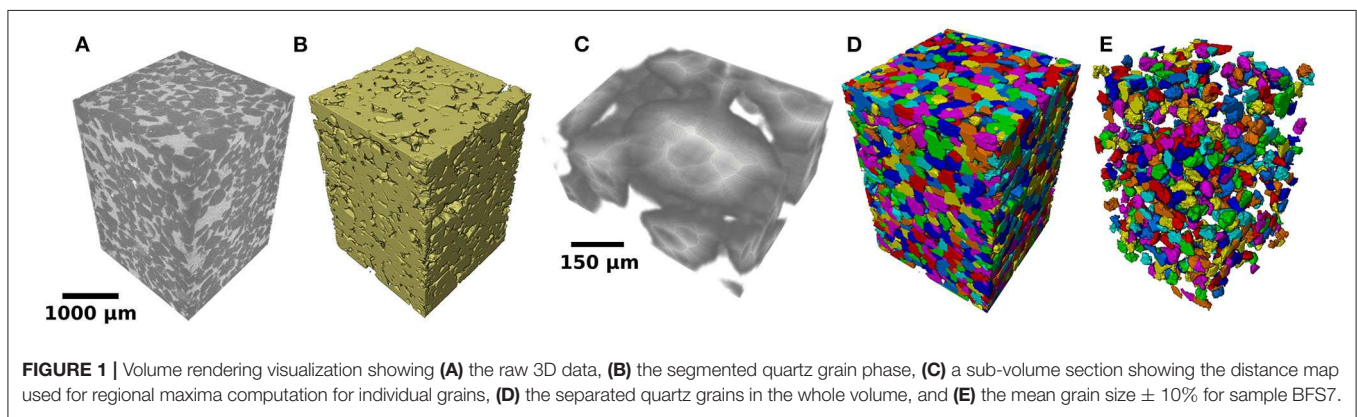 A
B
C
D
E
1000 µm
150 µm
FIGURE 1 | Volume rendering visualization showing (A) the raw 3D data, (B) the segmented quartz grain phase, (C) a sub-volume section showing the distance map
used for regional maxima computation for individual grains, (D) the separated quartz grains in the whole volume, and (E) the mean grain size ± 10% for sample BFS7.